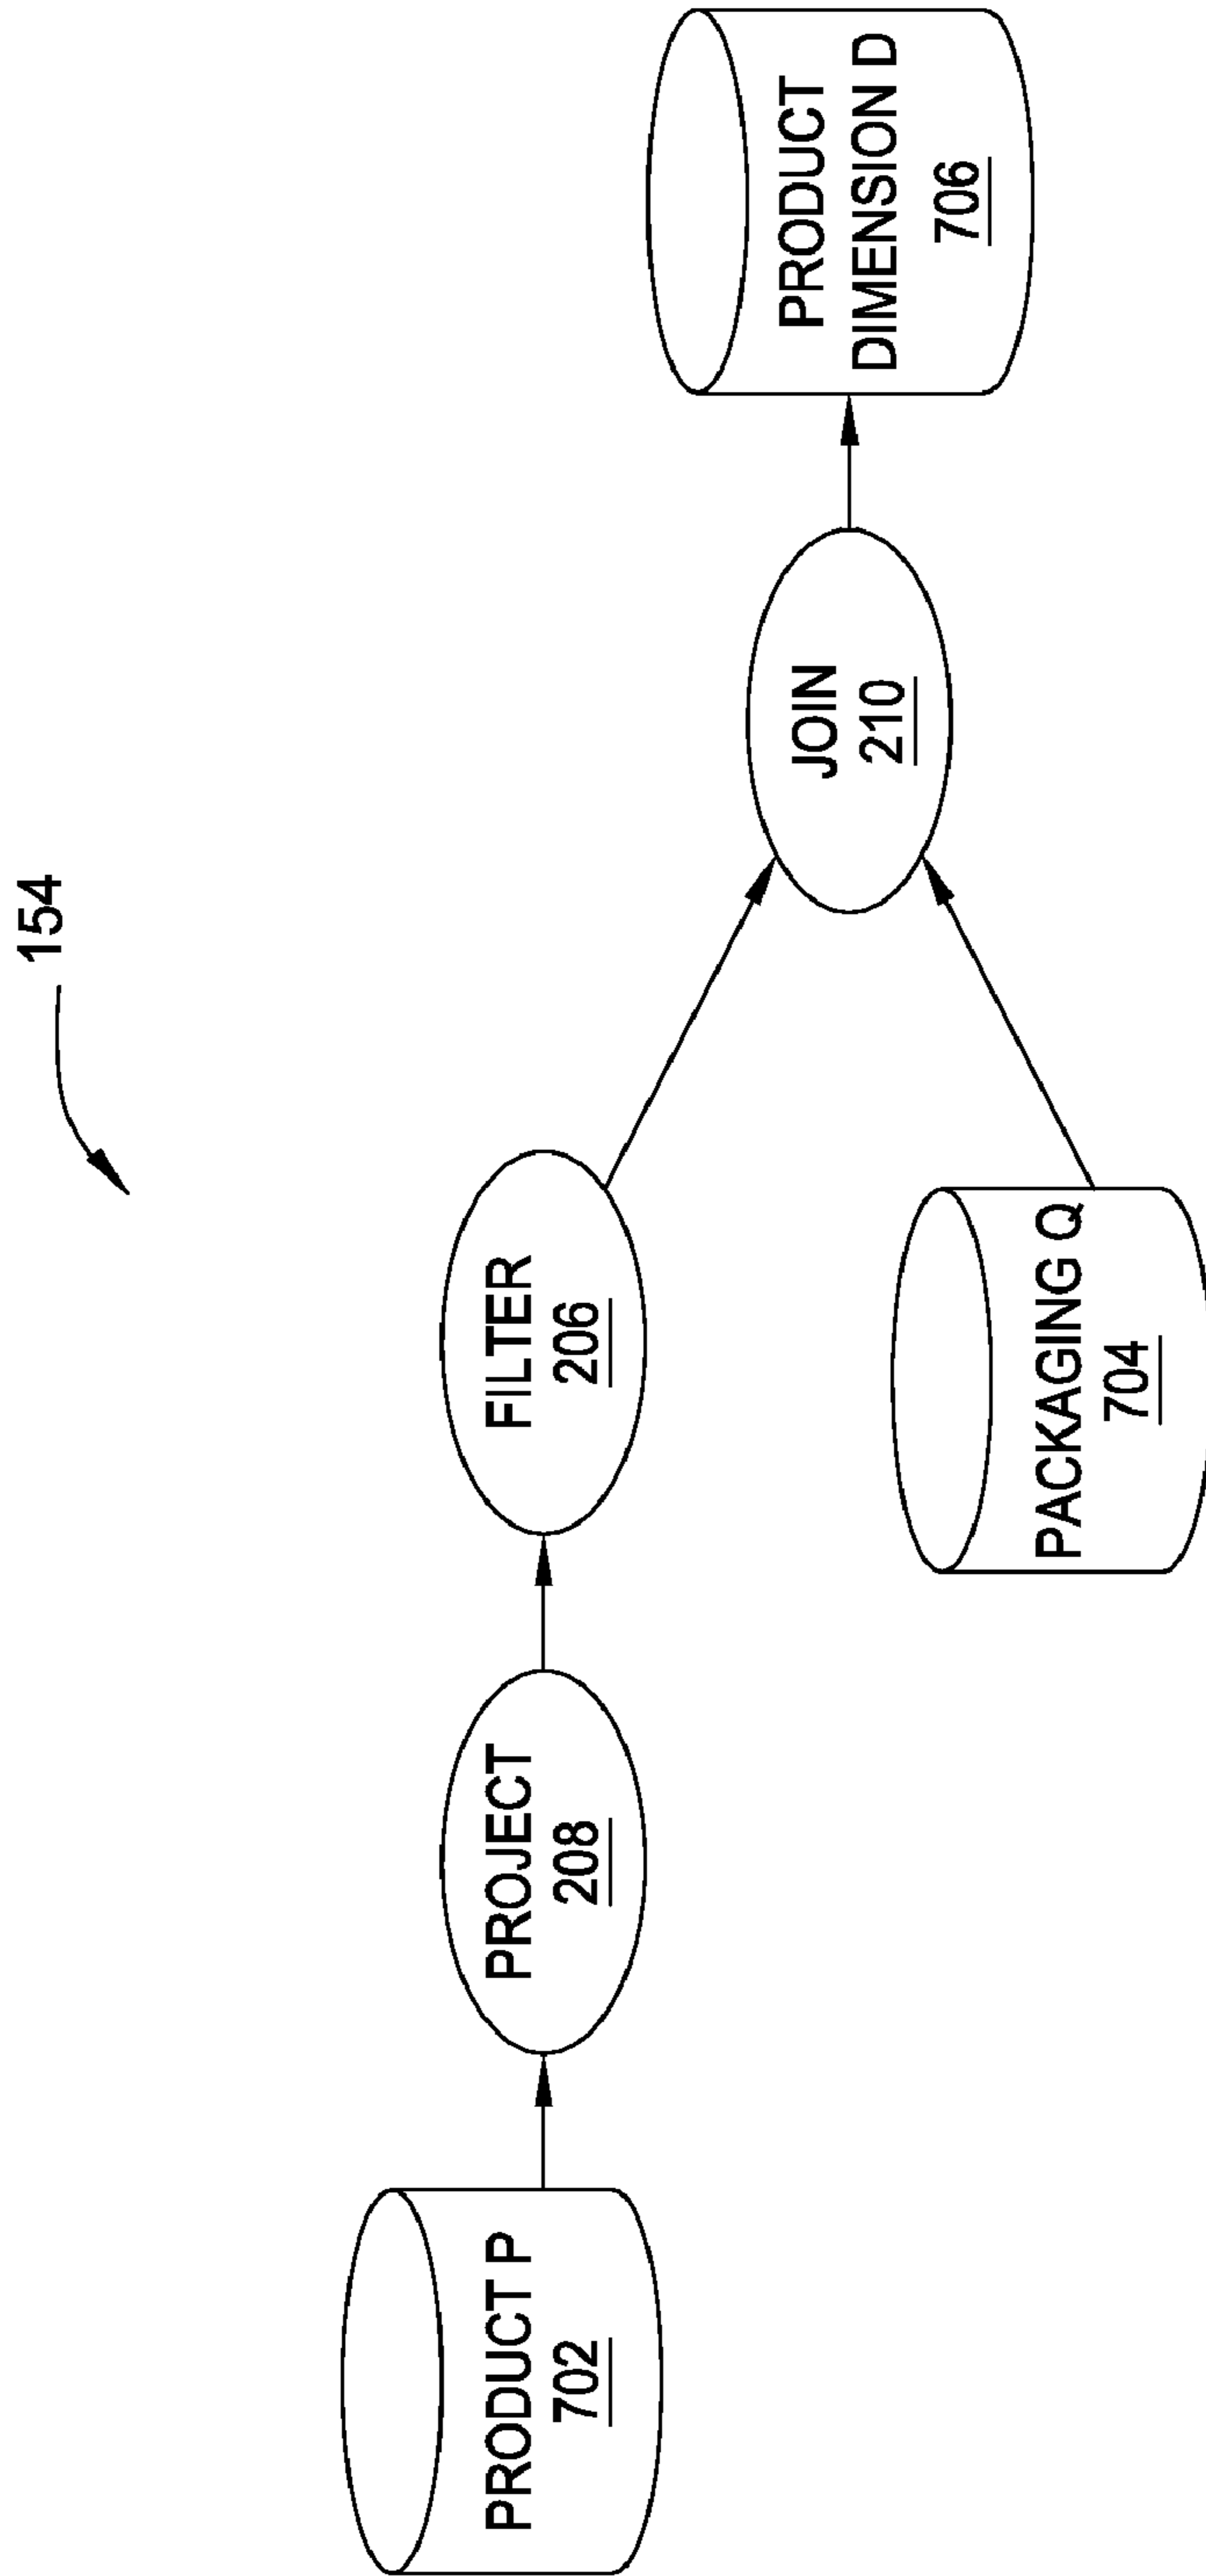 154
PRODUCT P
702
PROJECT
208
FILTER
206
PACKAGING Q
704
JOIN
210
PRODUCT
DIMENSION D
706